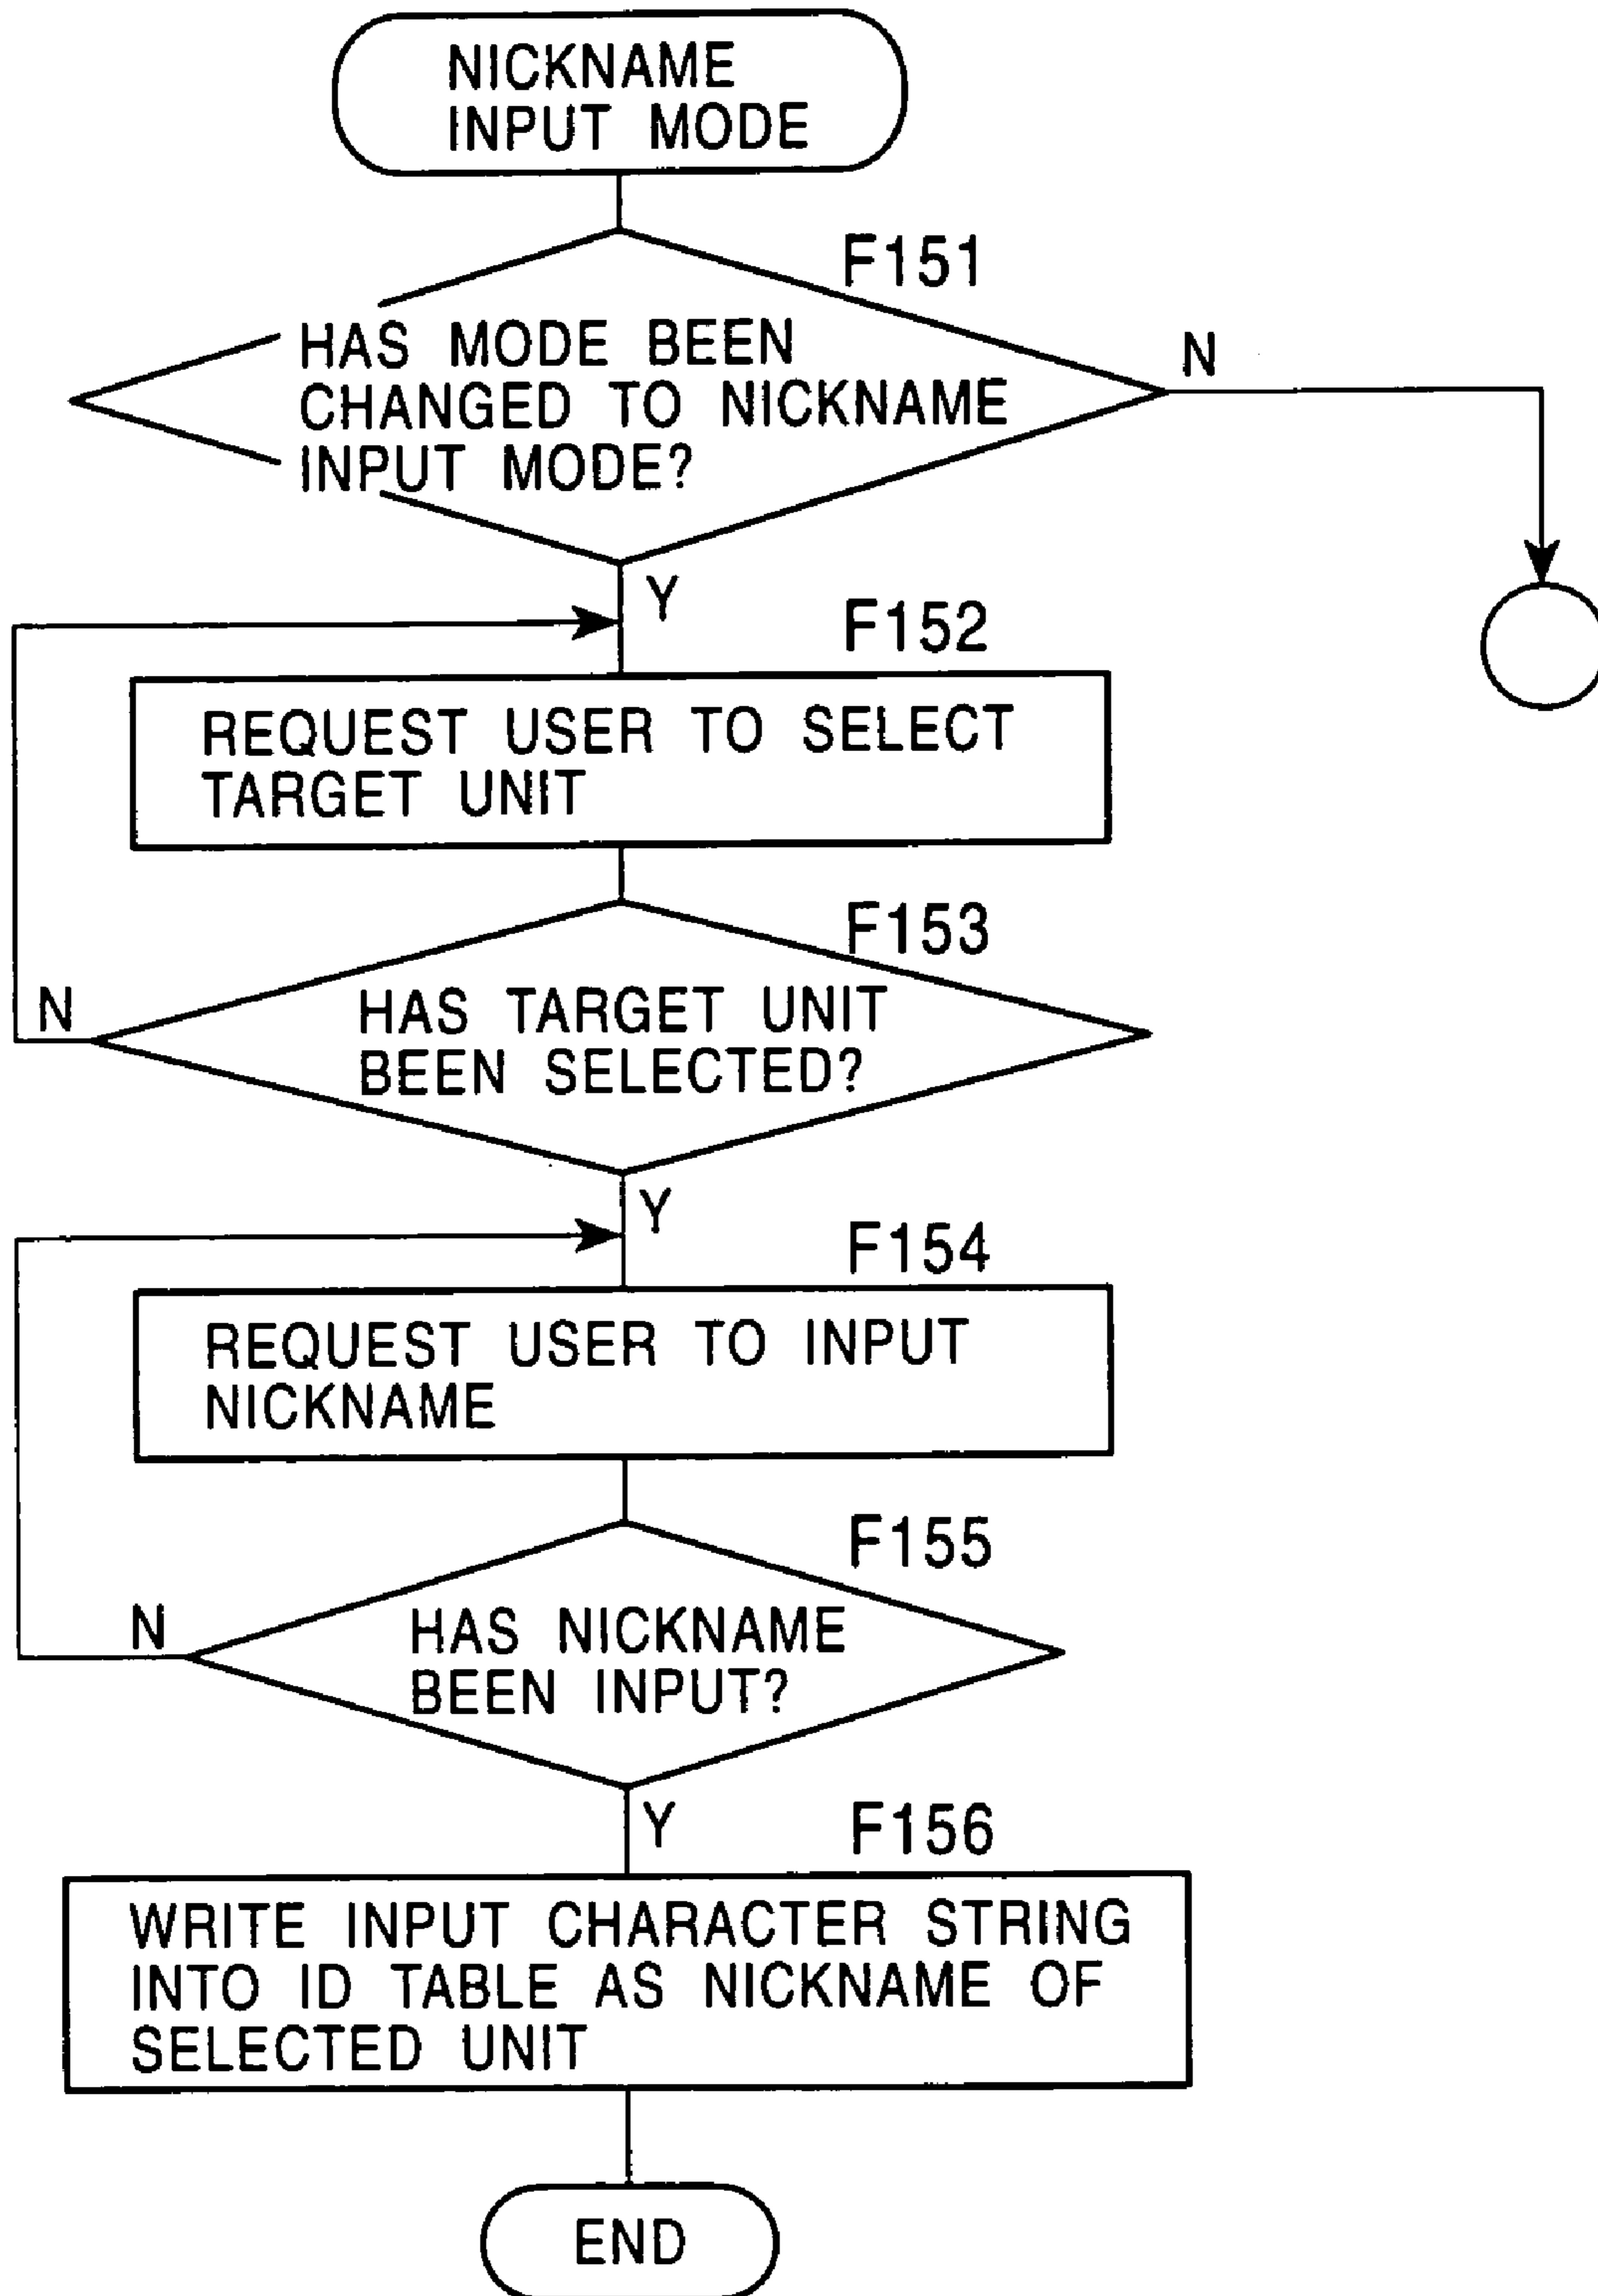 NICKNAME
INPUT MODE
F151
HAS MODE BEEN
CHANGED TO NICKNAME
INPUT MODE?
N
Y
F152
REQUEST USER TO SELECT
TARGET UNIT
F153
N
HAS TARGET UNIT
BEEN SELECTED?
Y
F154
REQUEST USER TO INPUT
NICKNAME
F155
N
HAS NICKNAME
BEEN INPUT?
Y
F156
WRITE INPUT CHARACTER STRING
INTO ID TABLE AS NICKNAME OF
SELECTED UNIT
END